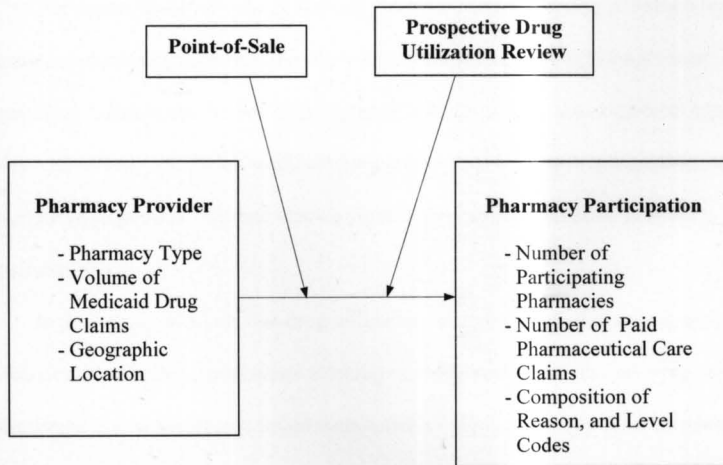 Point-of-Sale
Prospective Drug
Utilization Review
Pharmacy Provider
- Pharmacy Type
- Volume of
Medicaid Drug
Claims
- Geographic
Location
Pharmacy Participation
- Number of
Participating
Pharmacies
- Number of Paid
Pharmaceutical Care
Claims
- Composition of
Reason, and Level
Codes